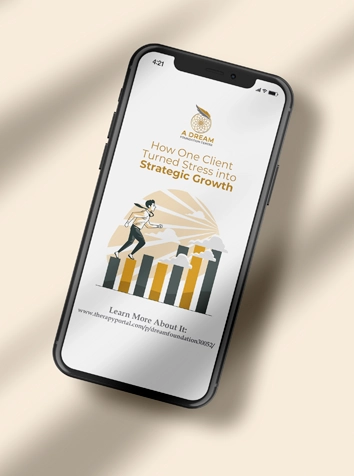 4:21
A DREAM
How One Client
Turned Stress into
Strategic Growth
Learn More About It:
www.therapyportal.com/p/dreamfoundation30052/